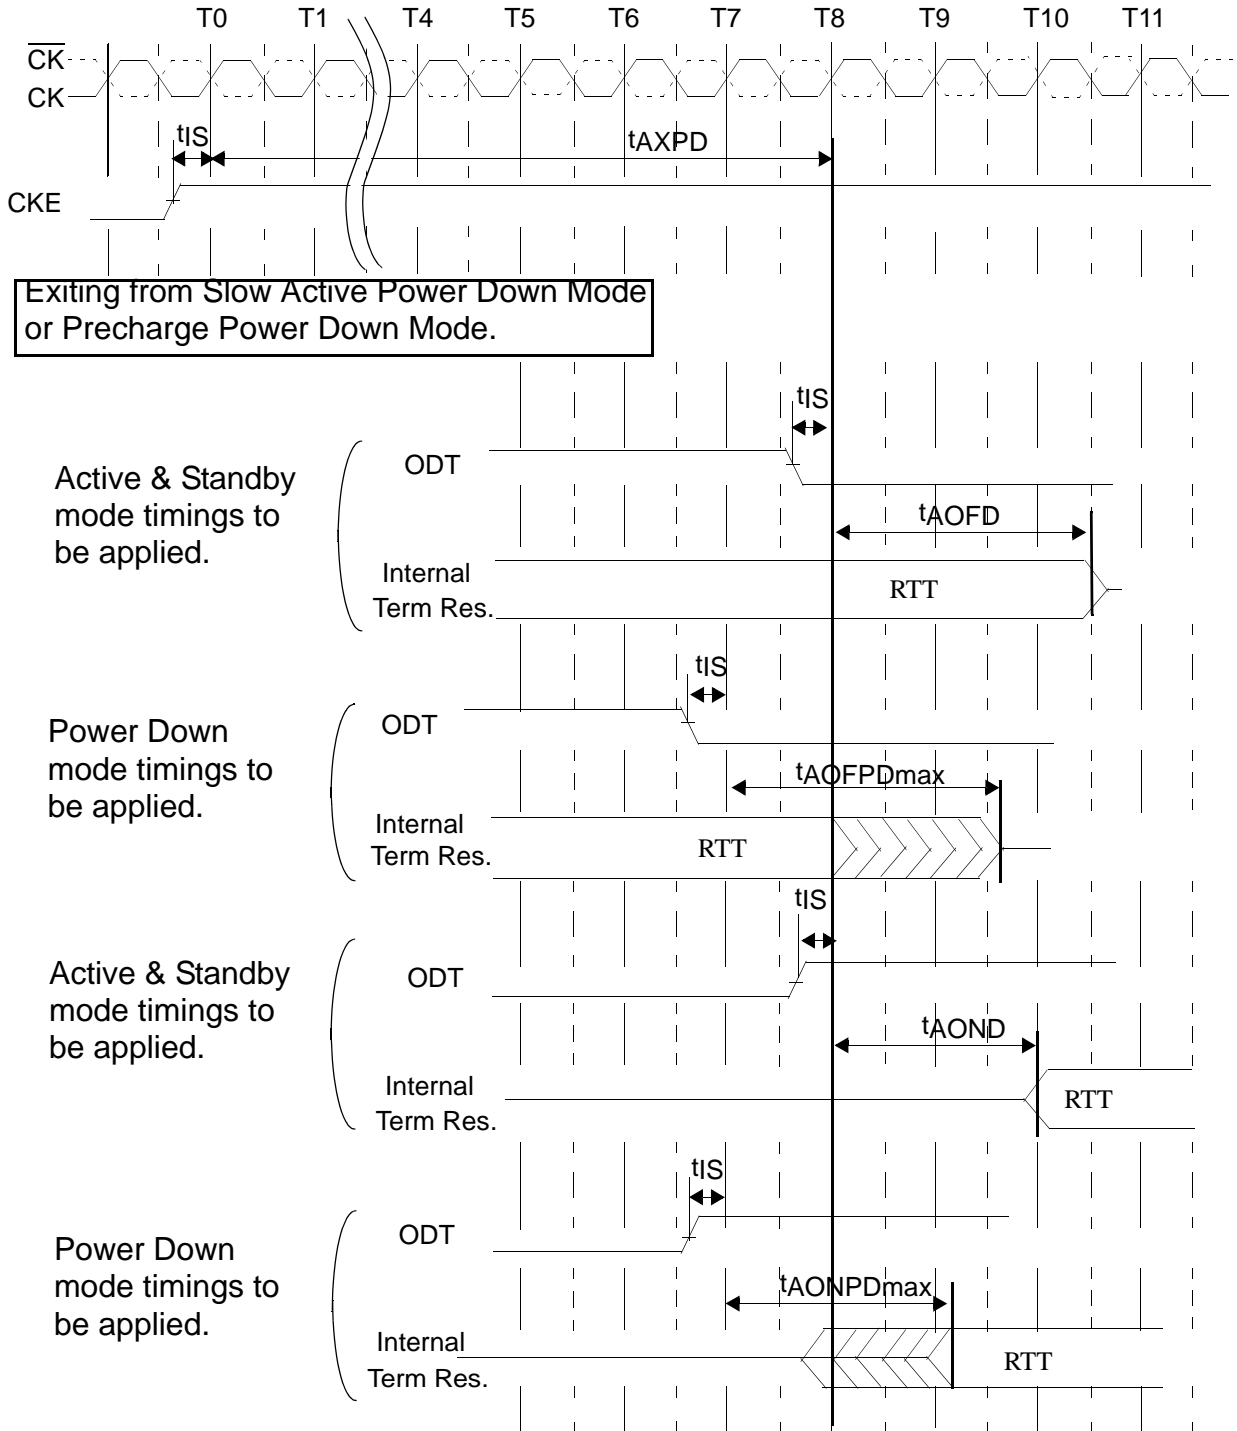 T0 T1 T4 T5 T6 T7 T8 T9 T10 T11
CK
CK
tIS
tAXPD
CKE
Exiting from Slow Active Power Down Mode
or Precharge Power Down Mode.
tIS
ODT
Active & Standby
mode timings to
be applied.
tAOFD
Internal
Term Res.
RTT
tIS
ODT
Power Down
mode timings to
be applied.
tAOFPDmax
Internal
Term Res.
RTT
tIS
ODT
Active & Standby
mode timings to
be applied.
tAOND
Internal
Term Res.
RTT
tIS
ODT
Power Down
mode timings to
be applied.
tAONPDmax
Internal
Term Res.
RTT